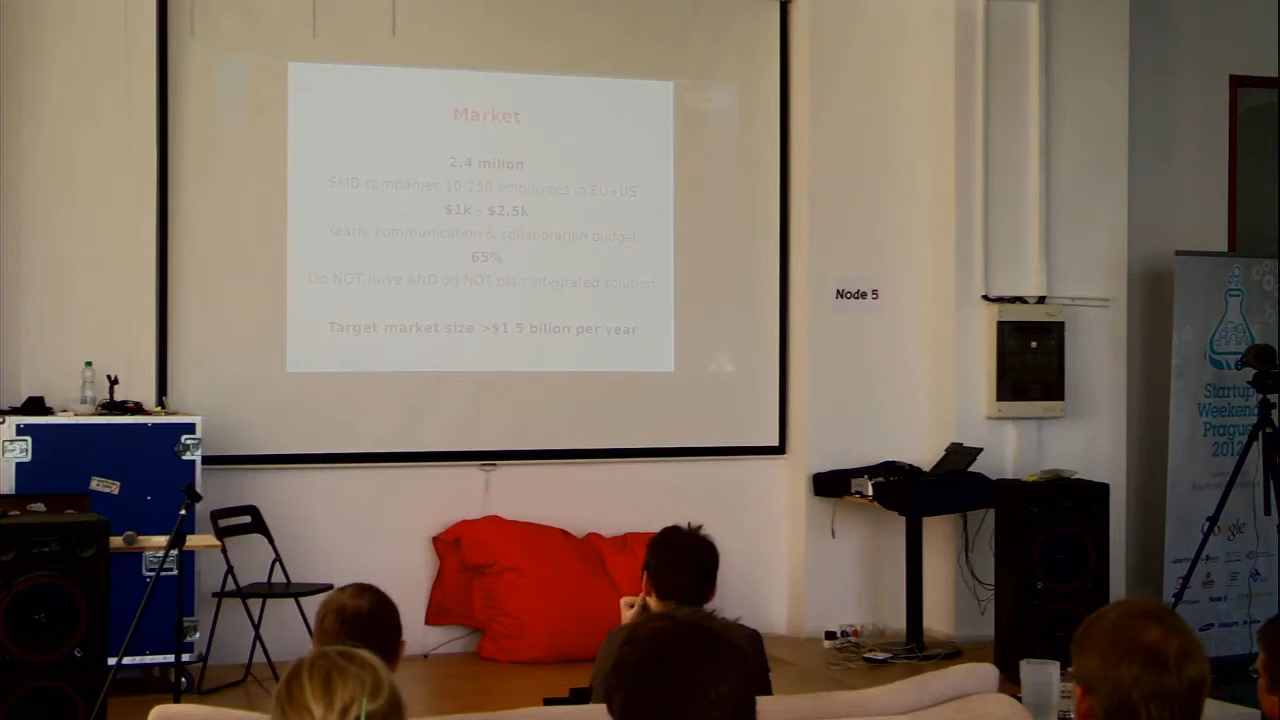 Market
2.4 milion
SMB companies 10-250 employees in EU+US
$1k - $2.5k
Yearly communication & collaboration budget
65%
Do NOT have AND do NOT plan integrated solution
Target market size >$1.5 bilion per year
Node 5
Startup
Weekend
Prague
2012
Google